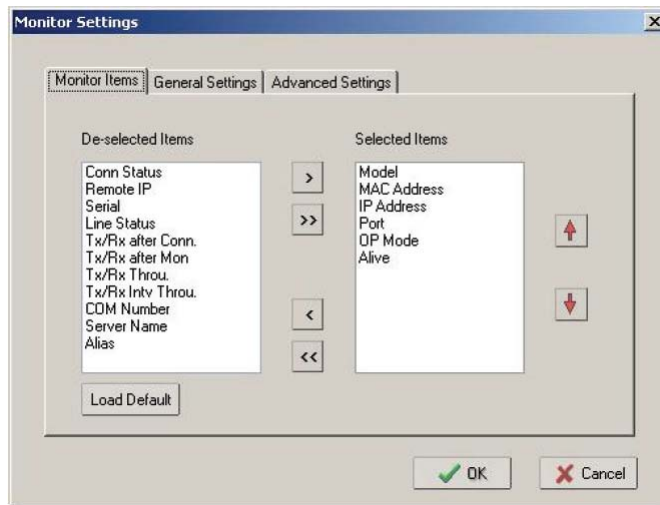 Monitor Settings
Monitor Items General Settings Advanced Settings
De-selected Items
Conn Status
Remote IP
Serial
Line Status
Tx/Rx after Conn.
Tx/Rx after Mon
Tx/Rx Throu.
Tx/Rx Intv Throu.
COM Number
Server Name
Alias
>
>>
<
<<
Selected Items
Model
MAC Address
IP Address
Port
OP Mode
Alive
Load Default
OK Cancel